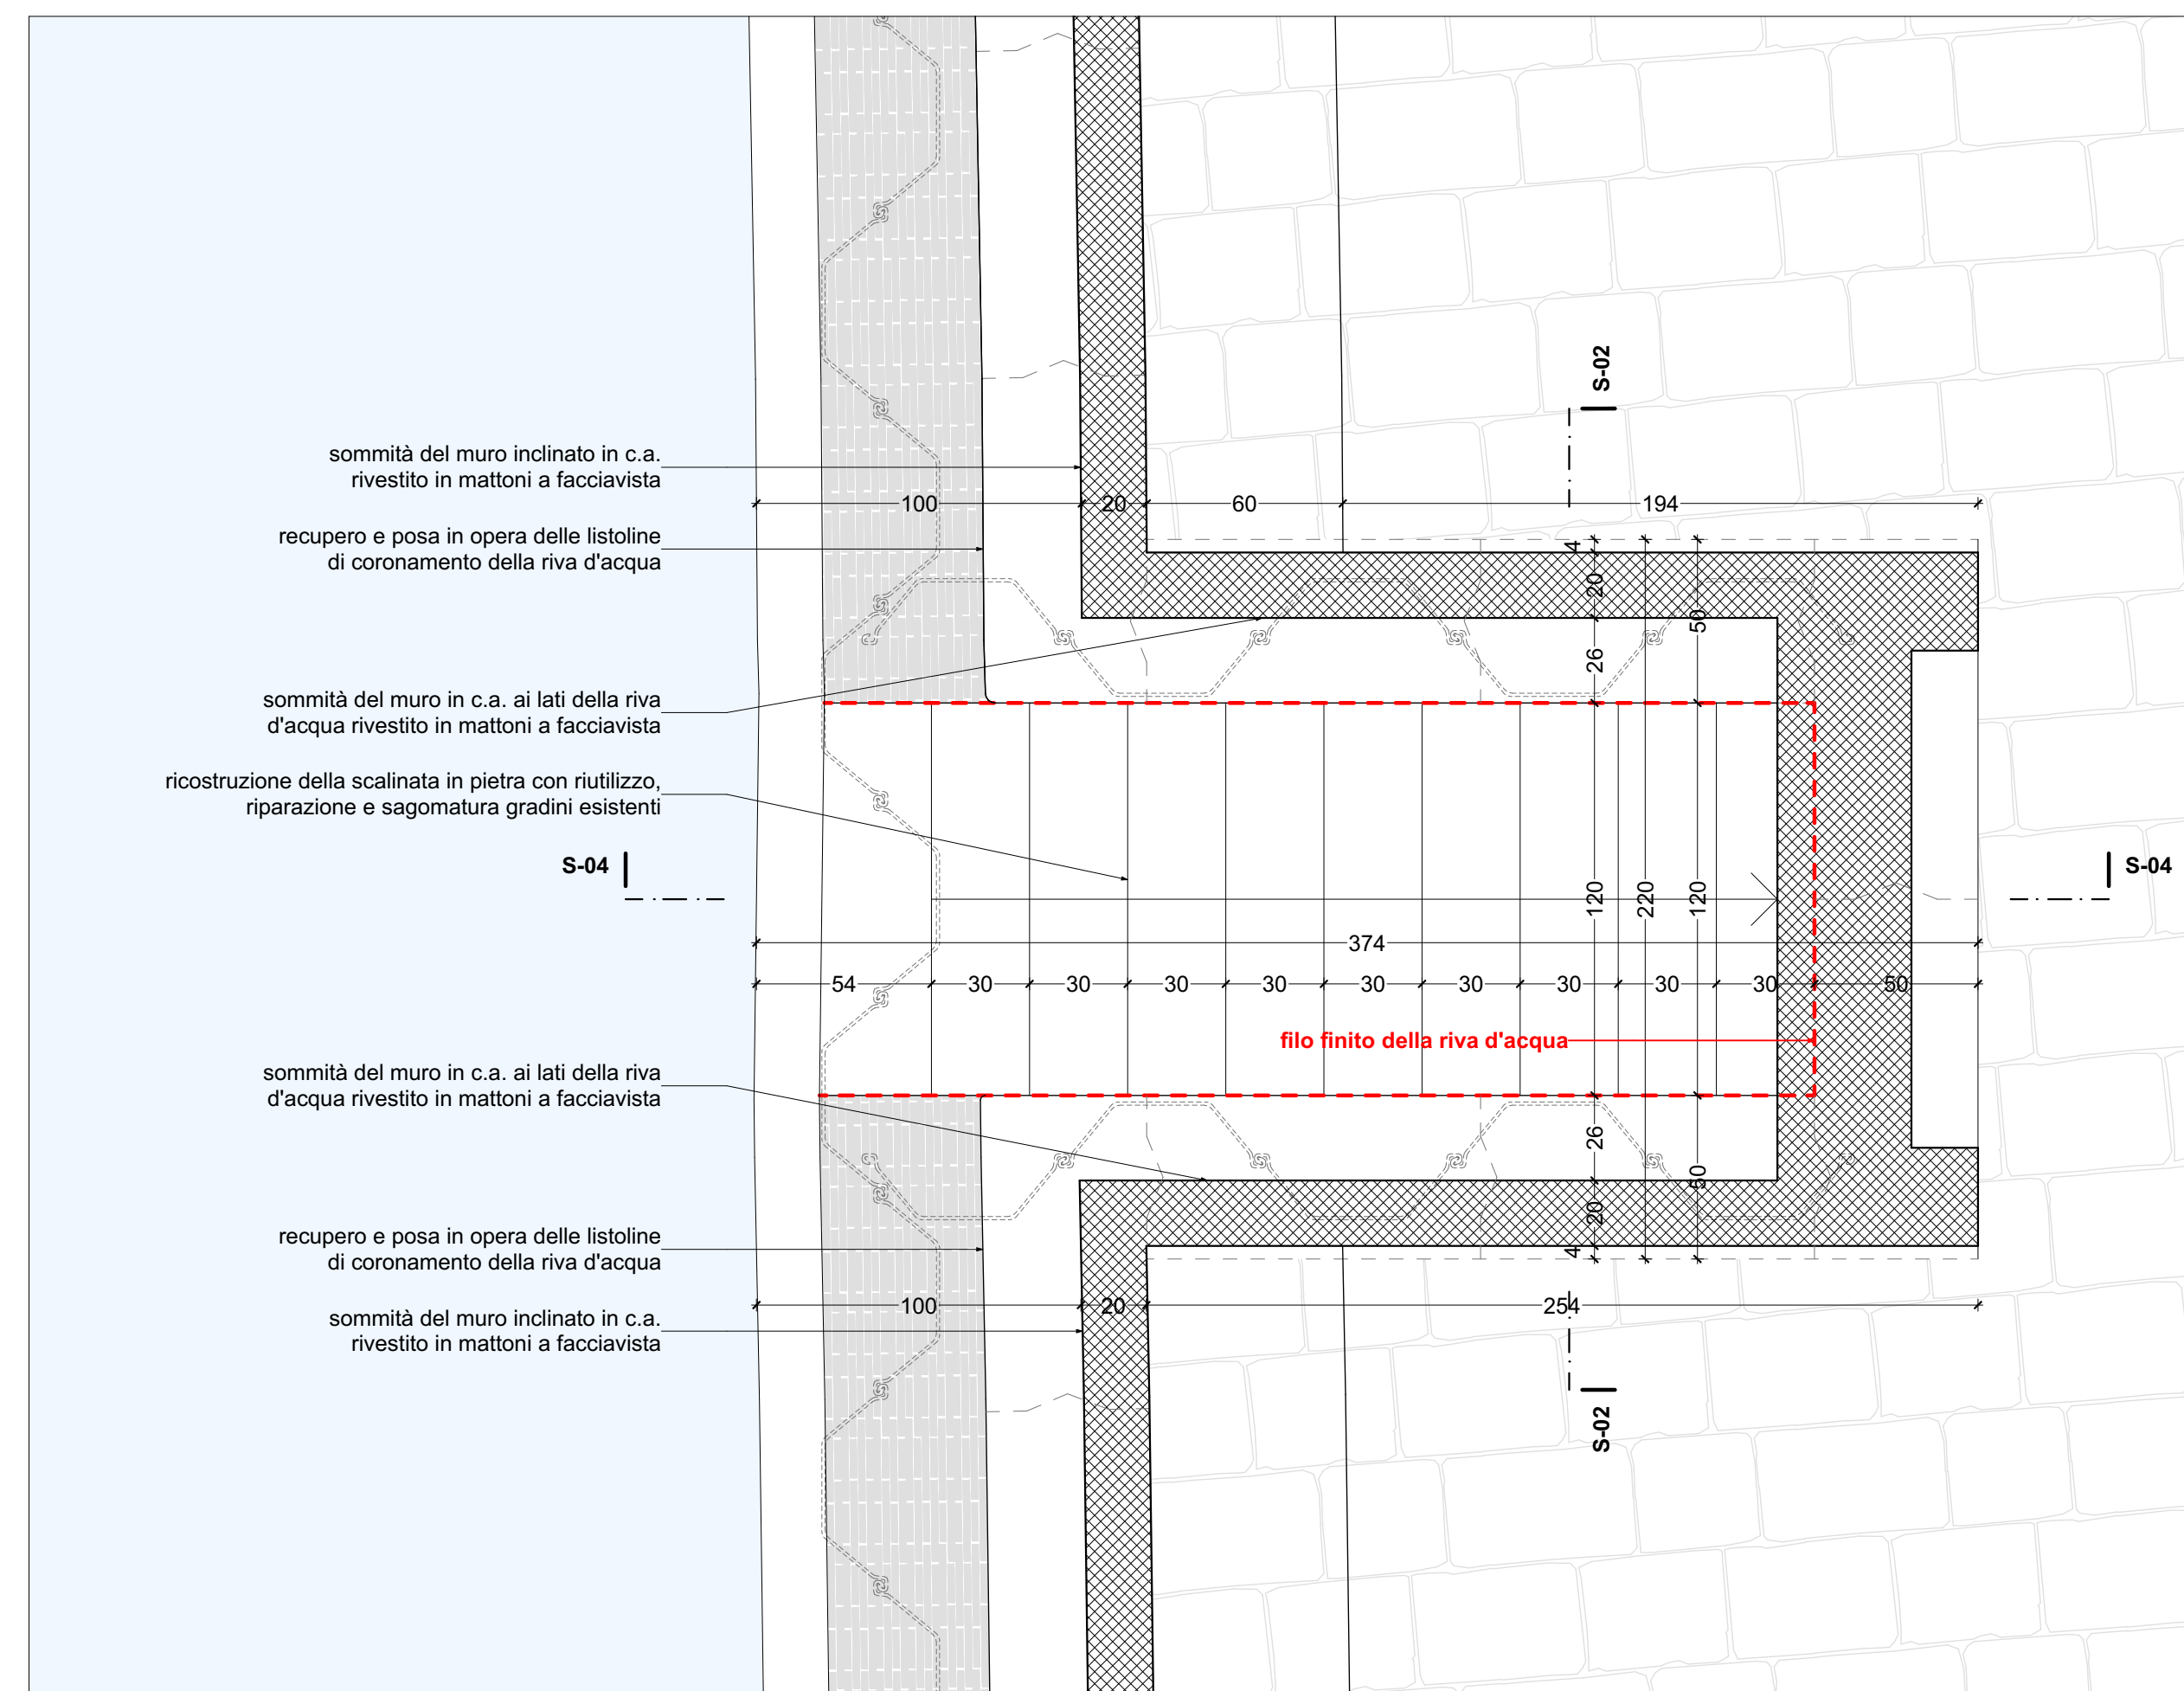 S-02
sommità del muro inclinato in c.a.
rivestito in mattoni a facciavista
100
20
60
194
recupero e posa in opera delle listoline
di coronamento della riva d'acqua
4
20
50
26
sommità del muro in c.a. ai lati della riva
d'acqua rivestito in mattoni a facciavista
ricostruzione della scalinata in pietra con riutilizzo,
riparazione e sagomatura gradini esistenti
S-04
S-04
120
220
120
374
54
30
30
30
30
30
30
30
30
30
50
filo finito della riva d'acqua
sommità del muro in c.a. ai lati della riva
d'acqua rivestito in mattoni a facciavista
26
50
20
4
recupero e posa in opera delle listoline
di coronamento della riva d'acqua
100
20
254
sommità del muro inclinato in c.a.
rivestito in mattoni a facciavista
S-02